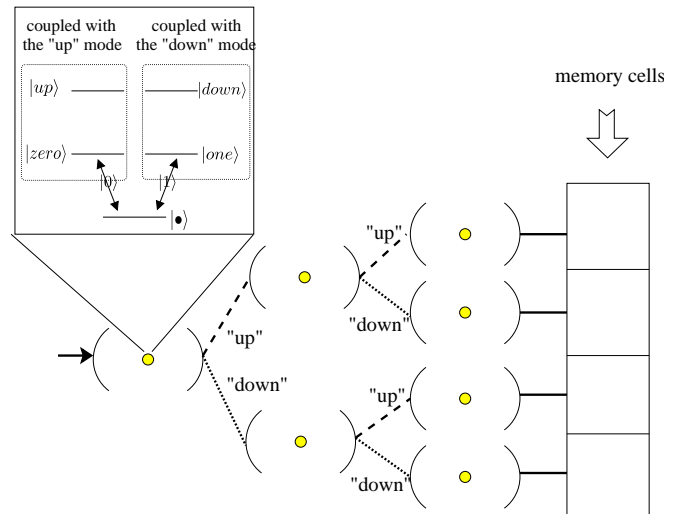 coupled with
the "up" mode
coupled with
the "down" mode
|up⟩
|down⟩
|zero⟩
|one⟩
|0⟩
|1⟩
|•⟩
memory cells
"up"
"down"
"up"
"down"
"up"
"down"